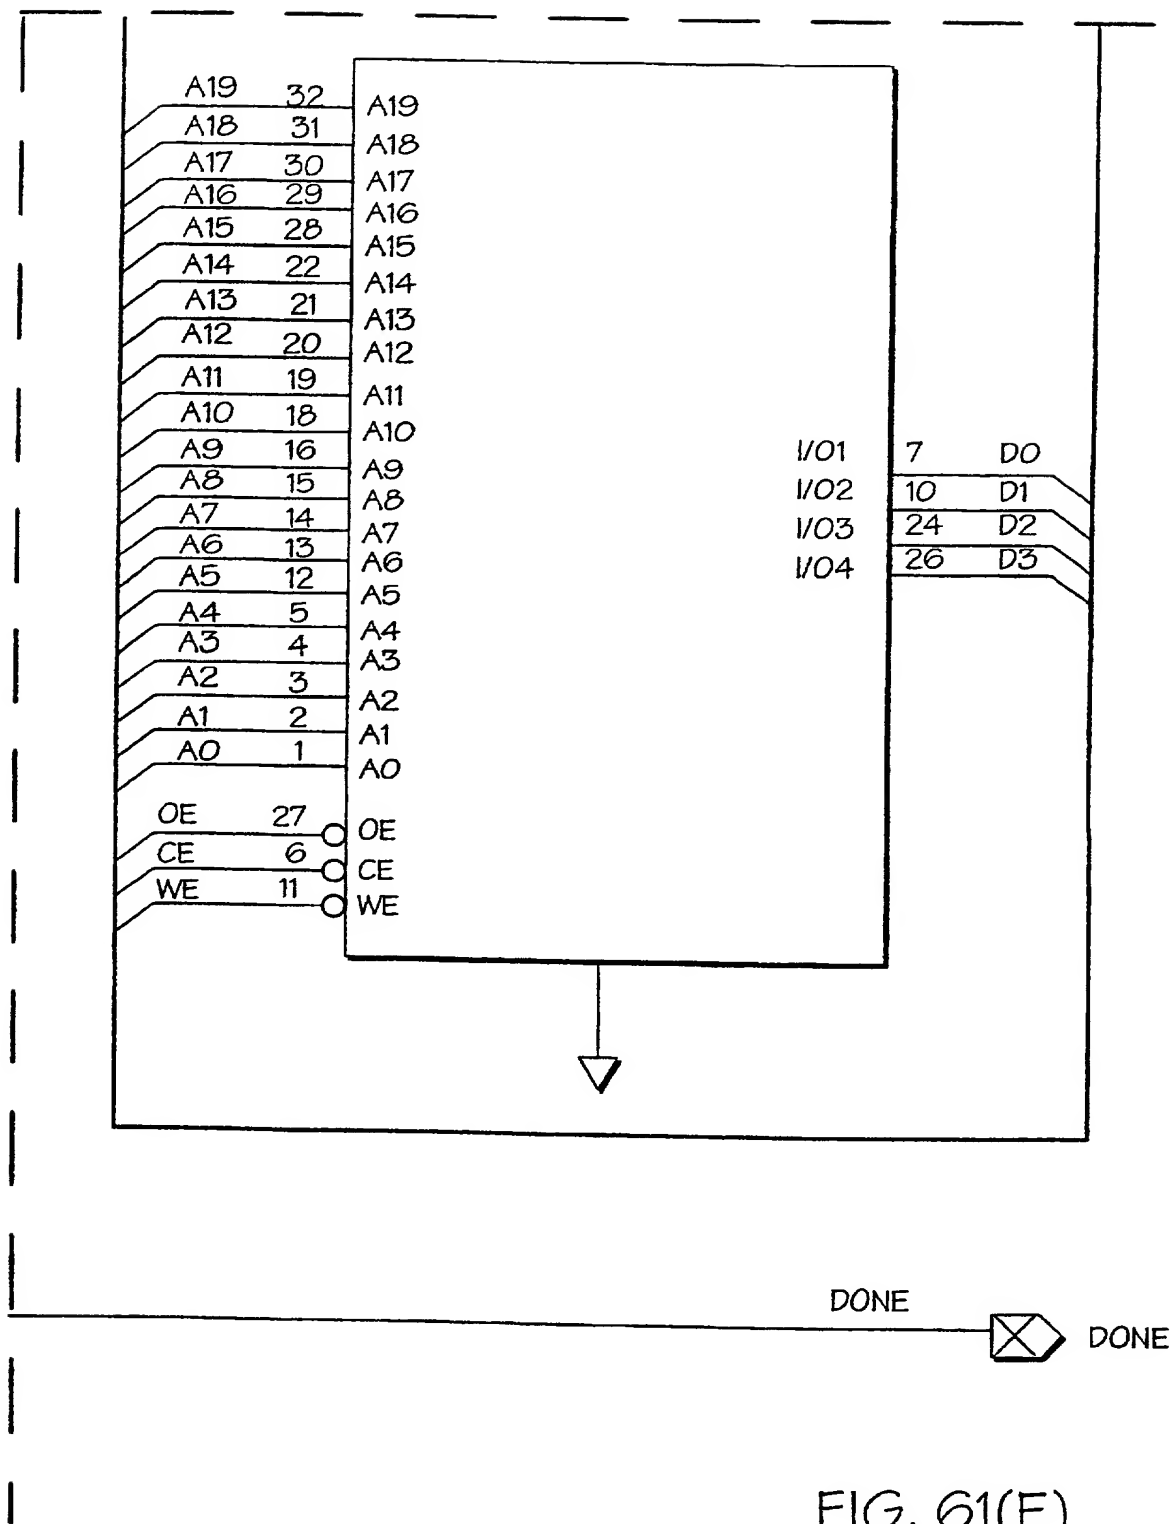 A19 32 A19
A18 31 A18
A17 30 A17
A16 29 A16
A15 28 A15
A14 22 A14
A13 21 A13
A12 20 A12
A11 19 A11
A10 18 A10
A9 16 A9
A8 15 A8
A7 14 A7
A6 13 A6
A5 12 A5
A4 5 A4
A3 4 A3
A2 3 A2
A1 2 A1
A0 1 A0
OE 27 OE
CE 6 CE
WE 11 WE
I/O1 7 D0
I/O2 10 D1
I/O3 24 D2
I/O4 26 D3
DONE
DONE
FIG. 61(E)